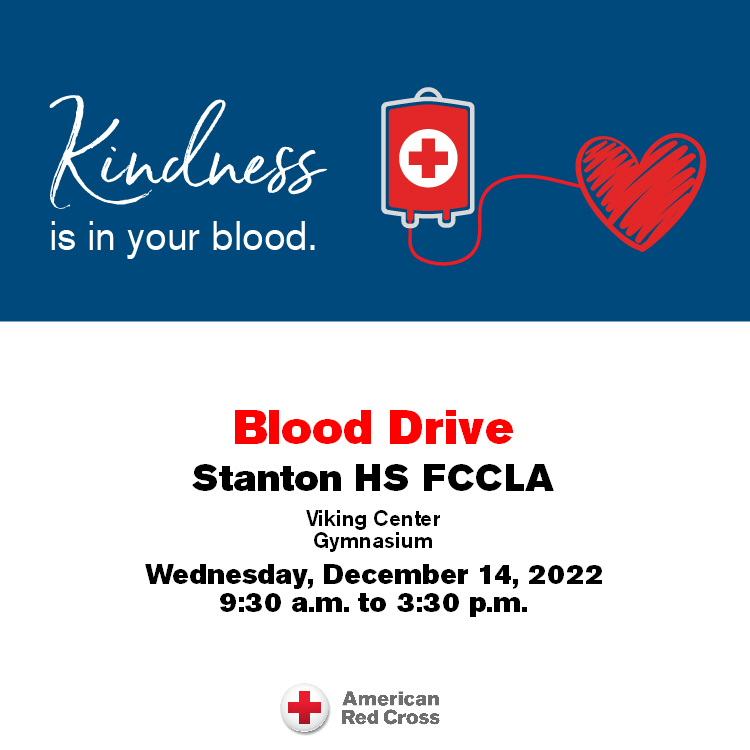 Kindness
is in your blood.
Blood Drive
Stanton HS FCCLA
Viking Center
Gymnasium
Wednesday, December 14, 2022
9:30 a.m. to 3:30 p.m.
American
Red Cross